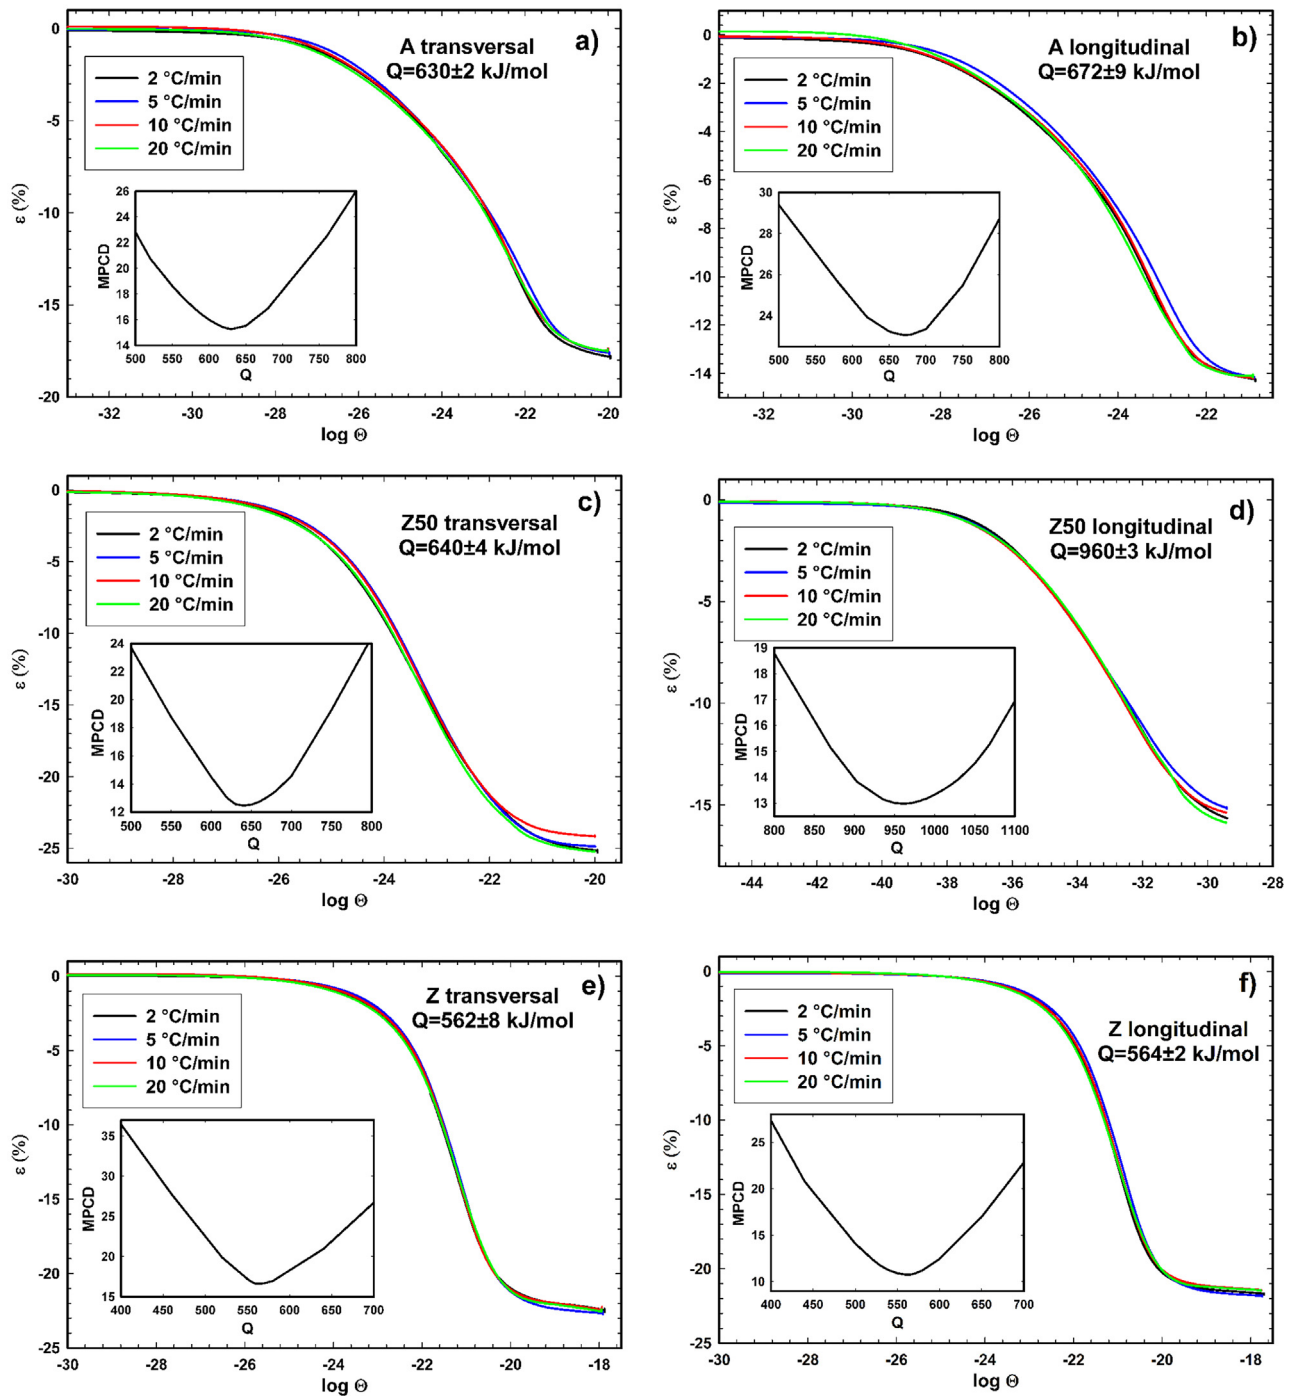 a)
A transversal
Q=630±2 kJ/mol
2 °C/min
5 °C/min
10 °C/min
20 °C/min
ε (%)
0
-5
-10
-15
-20
MPCD
26
24
22
20
18
16
14
500 550 600 650 700 750 800
Q
-32 -30 -28 -26 -24 -22 -20
log Θ
b)
A longitudinal
Q=672±9 kJ/mol
2 °C/min
5 °C/min
10 °C/min
20 °C/min
ε (%)
0
-2
-4
-6
-8
-10
-12
-14
MPCD
30
28
26
24
500 550 600 650 700 750 800
Q
-32 -30 -28 -26 -24 -22
log Θ
c)
Z50 transversal
Q=640±4 kJ/mol
2 °C/min
5 °C/min
10 °C/min
20 °C/min
ε (%)
0
-5
-10
-15
-20
-25
MPCD
24
22
20
18
16
14
12
500 550 600 650 700 750 800
Q
-30 -28 -26 -24 -22 -20
log Θ
d)
Z50 longitudinal
Q=960±3 kJ/mol
2 °C/min
5 °C/min
10 °C/min
20 °C/min
ε (%)
0
-5
-10
-15
MPCD
19
18
17
16
15
14
13
800 850 900 950 1000 1050 1100
Q
-44 -42 -40 -38 -36 -34 -32 -30 -28
log Θ
e)
Z transversal
Q=562±8 kJ/mol
2 °C/min
5 °C/min
10 °C/min
20 °C/min
ε (%)
0
-5
-10
-15
-20
-25
MPCD
35
30
25
20
15
400 450 500 550 600 650 700
Q
-30 -28 -26 -24 -22 -20 -18
log Θ
f)
Z longitudinal
Q=564±2 kJ/mol
2 °C/min
5 °C/min
10 °C/min
20 °C/min
ε (%)
0
-5
-10
-15
-20
-25
MPCD
25
20
15
10
400 450 500 550 600 650 700
Q
-30 -28 -26 -24 -22 -20 -18
log Θ